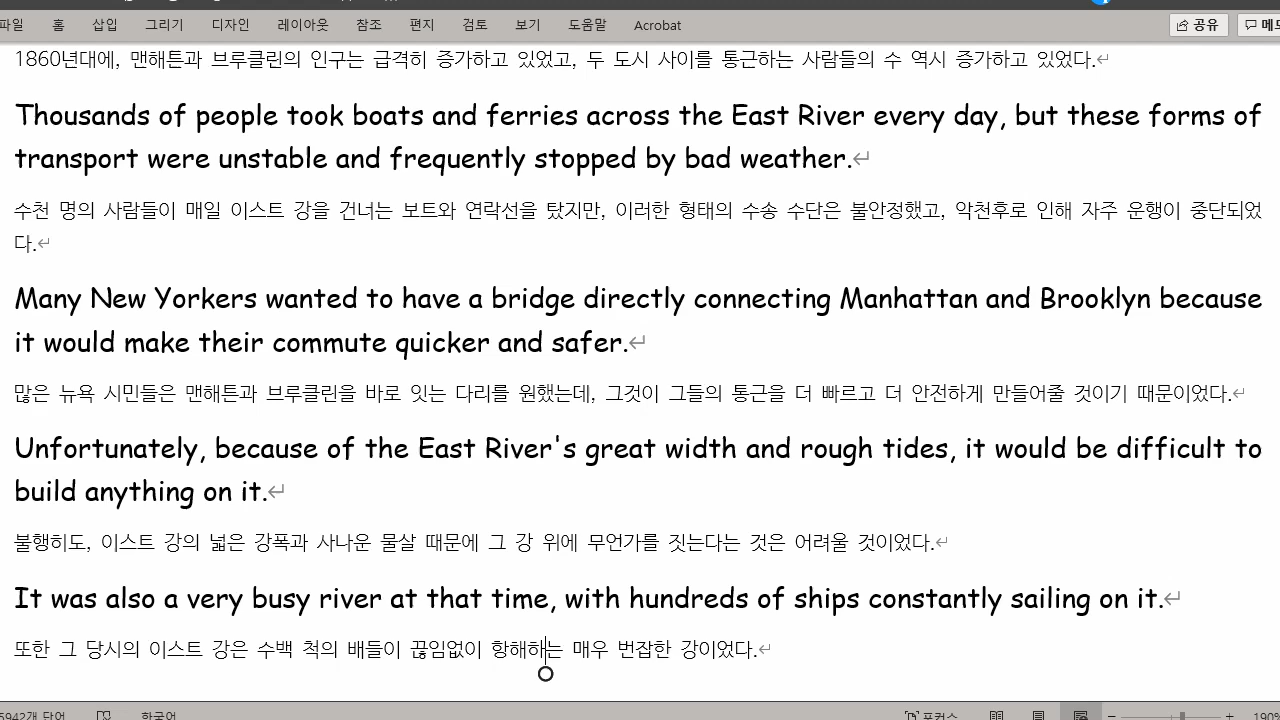 파일 홈 삽입 그리기 디자인 레이아웃 참조 편지 검토 보기 도움말 Acrobat 공유
1860년대에, 맨해튼과 브루클린의 인구는 급격히 증가하고 있었고, 두 도시 사이를 통근하는 사람들의 수 역시 증가하고 있었다.
Thousands of people took boats and ferries across the East River every day, but these forms of
transport were unstable and frequently stopped by bad weather.
수천 명의 사람들이 매일 이스트 강을 건너는 보트와 연락선을 탔지만, 이러한 형태의 수송 수단은 불안정했고, 악천후로 인해 자주 운행이 중단되었
다.
Many New Yorkers wanted to have a bridge directly connecting Manhattan and Brooklyn because
it would make their commute quicker and safer.
많은 뉴욕 시민들은 맨해튼과 브루클린을 바로 잇는 다리를 원했는데, 그것이 그들의 통근을 더 빠르고 더 안전하게 만들어줄 것이기 때문이었다.
Unfortunately, because of the East River's great width and rough tides, it would be difficult to
build anything on it.
불행히도, 이스트 강의 넓은 강폭과 사나운 물살 때문에 그 강 위에 무언가를 짓는다는 것은 어려울 것이었다.
It was also a very busy river at that time, with hundreds of ships constantly sailing on it.
또한 그 당시의 이스트 강은 수백 척의 배들이 끊임없이 항해하는 매우 번잡한 강이었다.
5942개 단어 한국어 포커스 190%